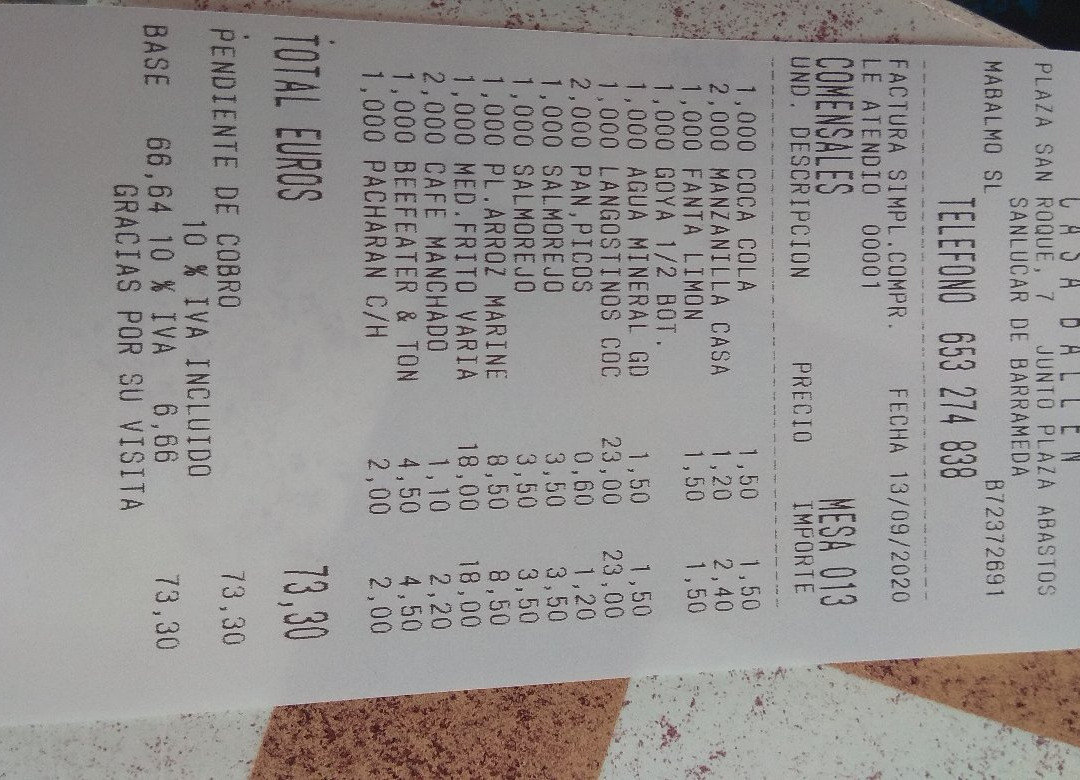 CASA BALLEN
PLAZA SAN ROQUE, 7 JUNTO PLAZA ABASTOS
SANLUCAR DE BARRAMEDA
MABALMO SL B72372691
TELEFONO 653 274 838
FACTURA SIMPL.COMPR. FECHA 13/09/2020
LE ATENDIO 00001
COMENSALES MESA 013
UND. DESCRIPCION PRECIO IMPORTE
1,000 COCA COLA 1,50 1,50
2,000 MANZANILLA CASA 1,20 2,40
1,000 FANTA LIMON 1,50 1,50
1,000 GOYA 1/2 BOT.
1,000 AGUA MINERAL GD 1,50 1,50
1,000 LANGOSTINOS COC 23,00 23,00
2,000 PAN,PICOS 0,60 1,20
1,000 SALMOREJO 3,50 3,50
1,000 SALMOREJO 3,50 3,50
1,000 PL.ARROZ MARINE 8,50 8,50
1,000 MED.FRITO VARIA 18,00 18,00
2,000 CAFE MANCHADO 1,10 2,20
1,000 BEEFEATER & TON 4,50 4,50
1,000 PACHARAN C/H 2,00 2,00
TOTAL EUROS 73,30
PENDIENTE DE COBRO 73,30
10 % IVA INCLUIDO
BASE 66,64 10 % IVA 6,66 73,30
GRACIAS POR SU VISITA